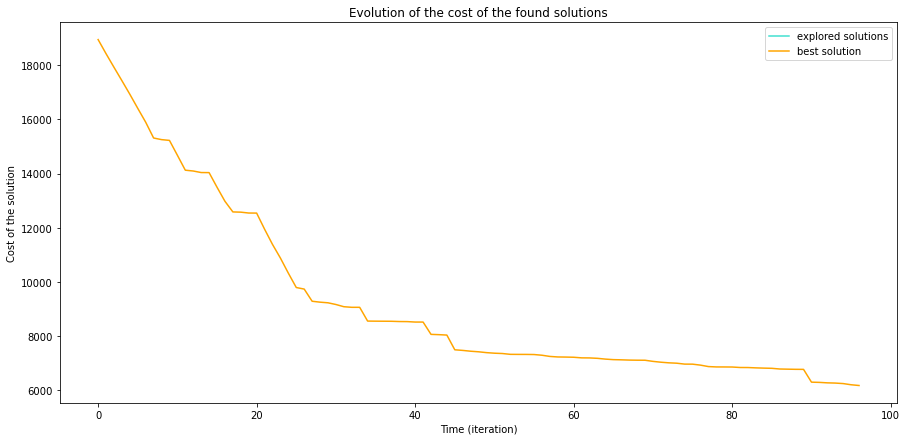 Evolution of the cost of the found solutions
explored solutions
best solution
Cost of the solution
18000
16000
14000
12000
10000
8000
6000
0
20
40
60
80
100
Time (iteration)